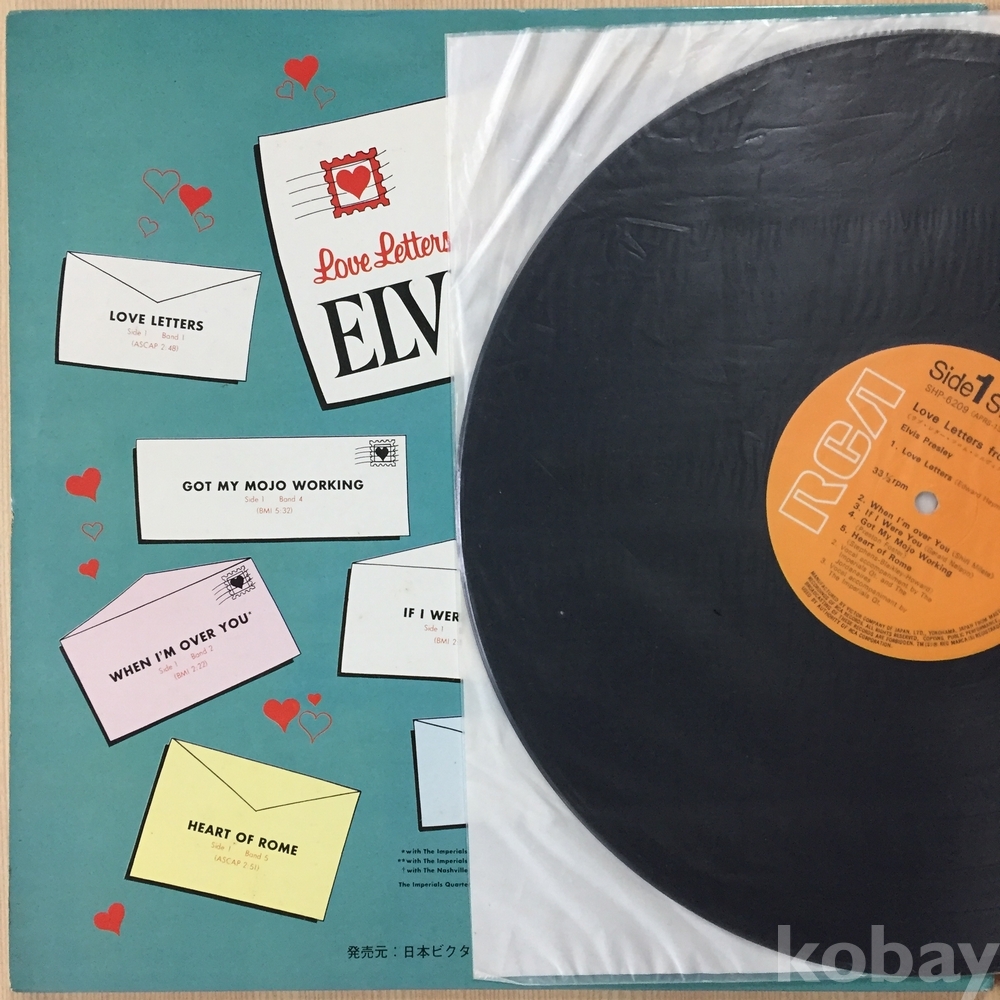 Love Letters
ELV
LOVE LETTERS
Side 1 Band 1
(ASCAP 2:48)
GOT MY MOJO WORKING
Side 1 Band 4
(BMI 5:32)
WHEN I'M OVER YOU*
Side 1 Band 2
(BMI 2:22)
IF I WER
Side 1
(BMI 2
HEART OF ROME
Side 1 Band 5
(ASCAP 2:51)
*with The Imperials
**with The Imperials
†with The Nashville
The Imperials Quarte
発売元：日本ビクタ
RCA
Side 1 S
SHP-6209
Love Letters fro
Elvis Presley
1. Love Letters
33⅓rpm
2. When I'm over You
3. If I Were You
4. Got My Mojo Working
5. Heart of Rome
kobay